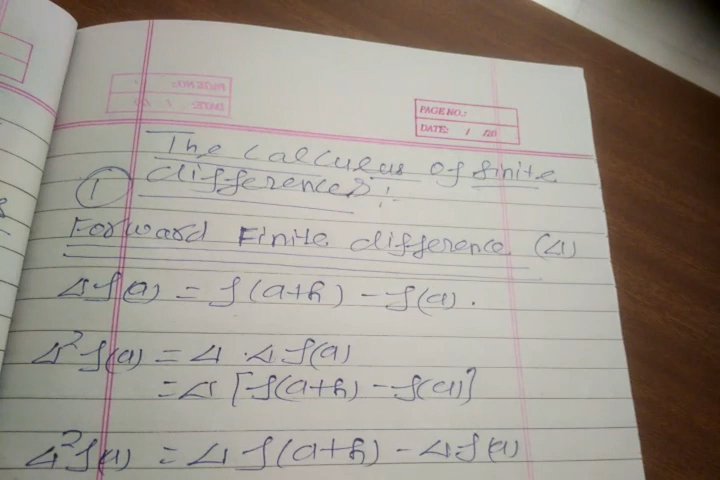 PAGE NO.:
DATE: / /20
The Calculus of finite
① differences:-
Forward Finite difference (Δ)
Δf(a) = f(a+h) - f(a).
Δ²f(a) = Δ . Δf(a)
= Δ [f(a+h) - f(a)]
Δ²f(a) = Δf(a+h) - Δf(a)